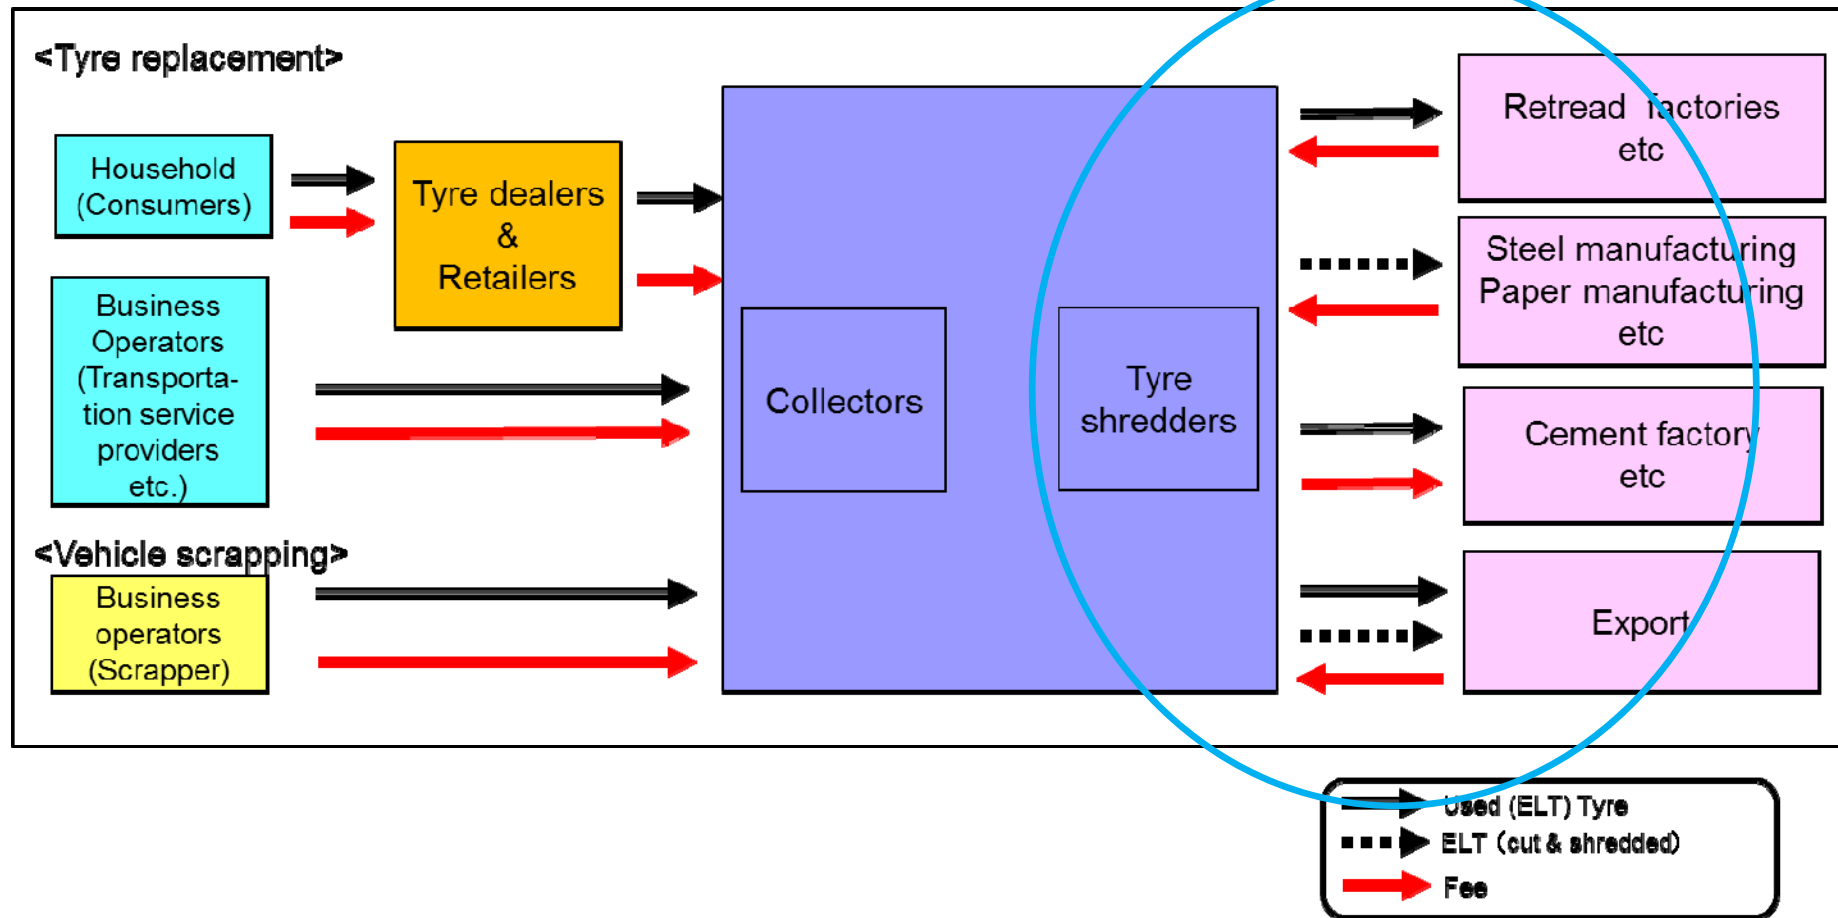 <Tyre replacement>
Household
(Consumers)
Tyre dealers
&
Retailers
Business
Operators
(Transporta-
tion service
providers
etc.)
<Vehicle scrapping>
Business
operators
(Scrapper)
Collectors
Tyre
shredders
Retread factories
etc
Steel manufacturing
Paper manufacturing
etc
Cement factory
etc
Export
Used (ELT) Tyre
ELT (cut & shredded)
Fee